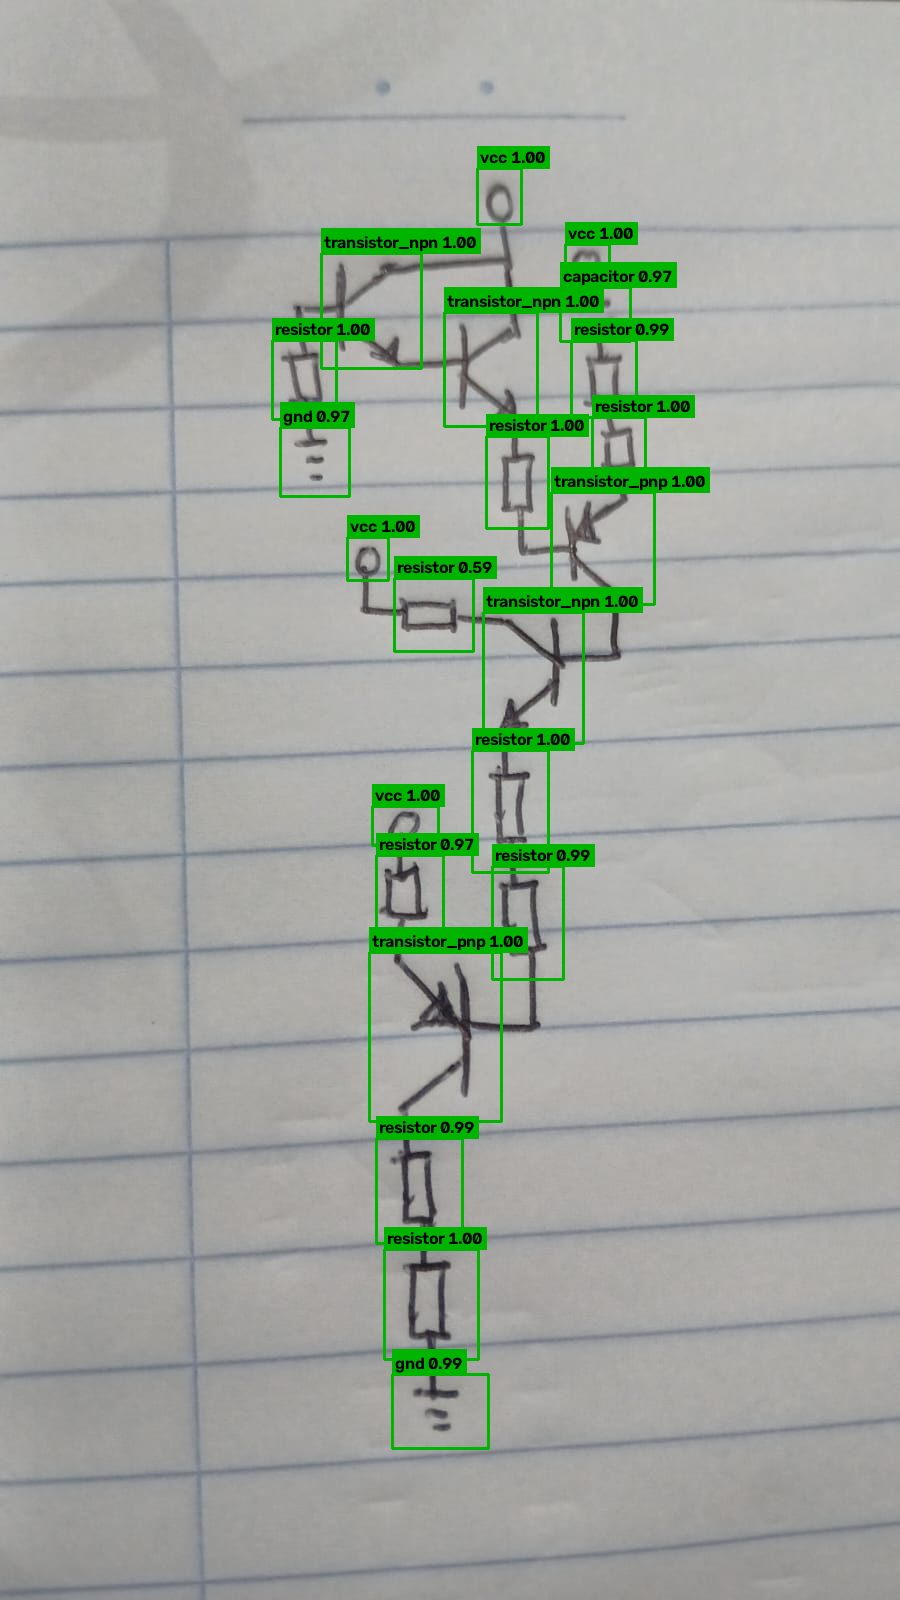 vcc 1.00
vcc 1.00
transistor_npn 1.00
capacitor 0.97
transistor_npn 1.00
resistor 1.00
resistor 0.99
resistor 1.00
gnd 0.97
resistor 1.00
transistor_pnp 1.00
vcc 1.00
resistor 0.59
transistor_npn 1.00
resistor 1.00
vcc 1.00
resistor 0.97
resistor 0.99
transistor_pnp 1.00
resistor 0.99
resistor 1.00
gnd 0.99